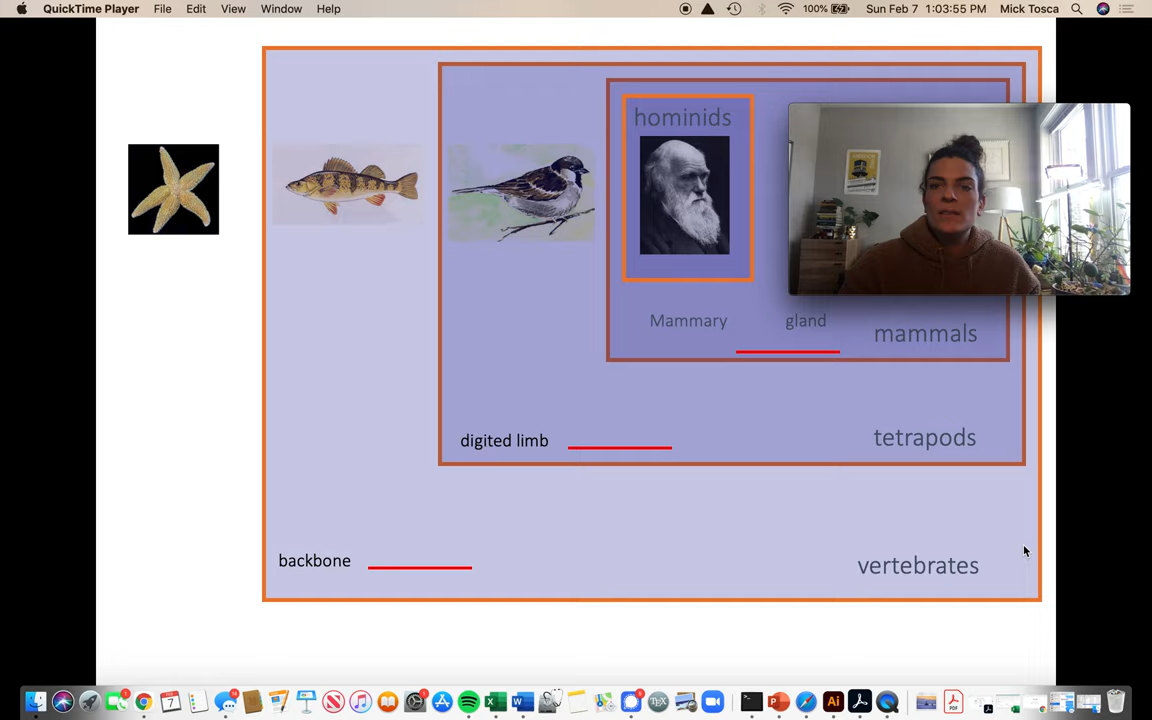 QuickTime Player File Edit View Window Help 100% Sun Feb 7 1:03:55 PM Mick Tosca
hominids
Mammary gland
mammals
digited limb
tetrapods
backbone
vertebrates